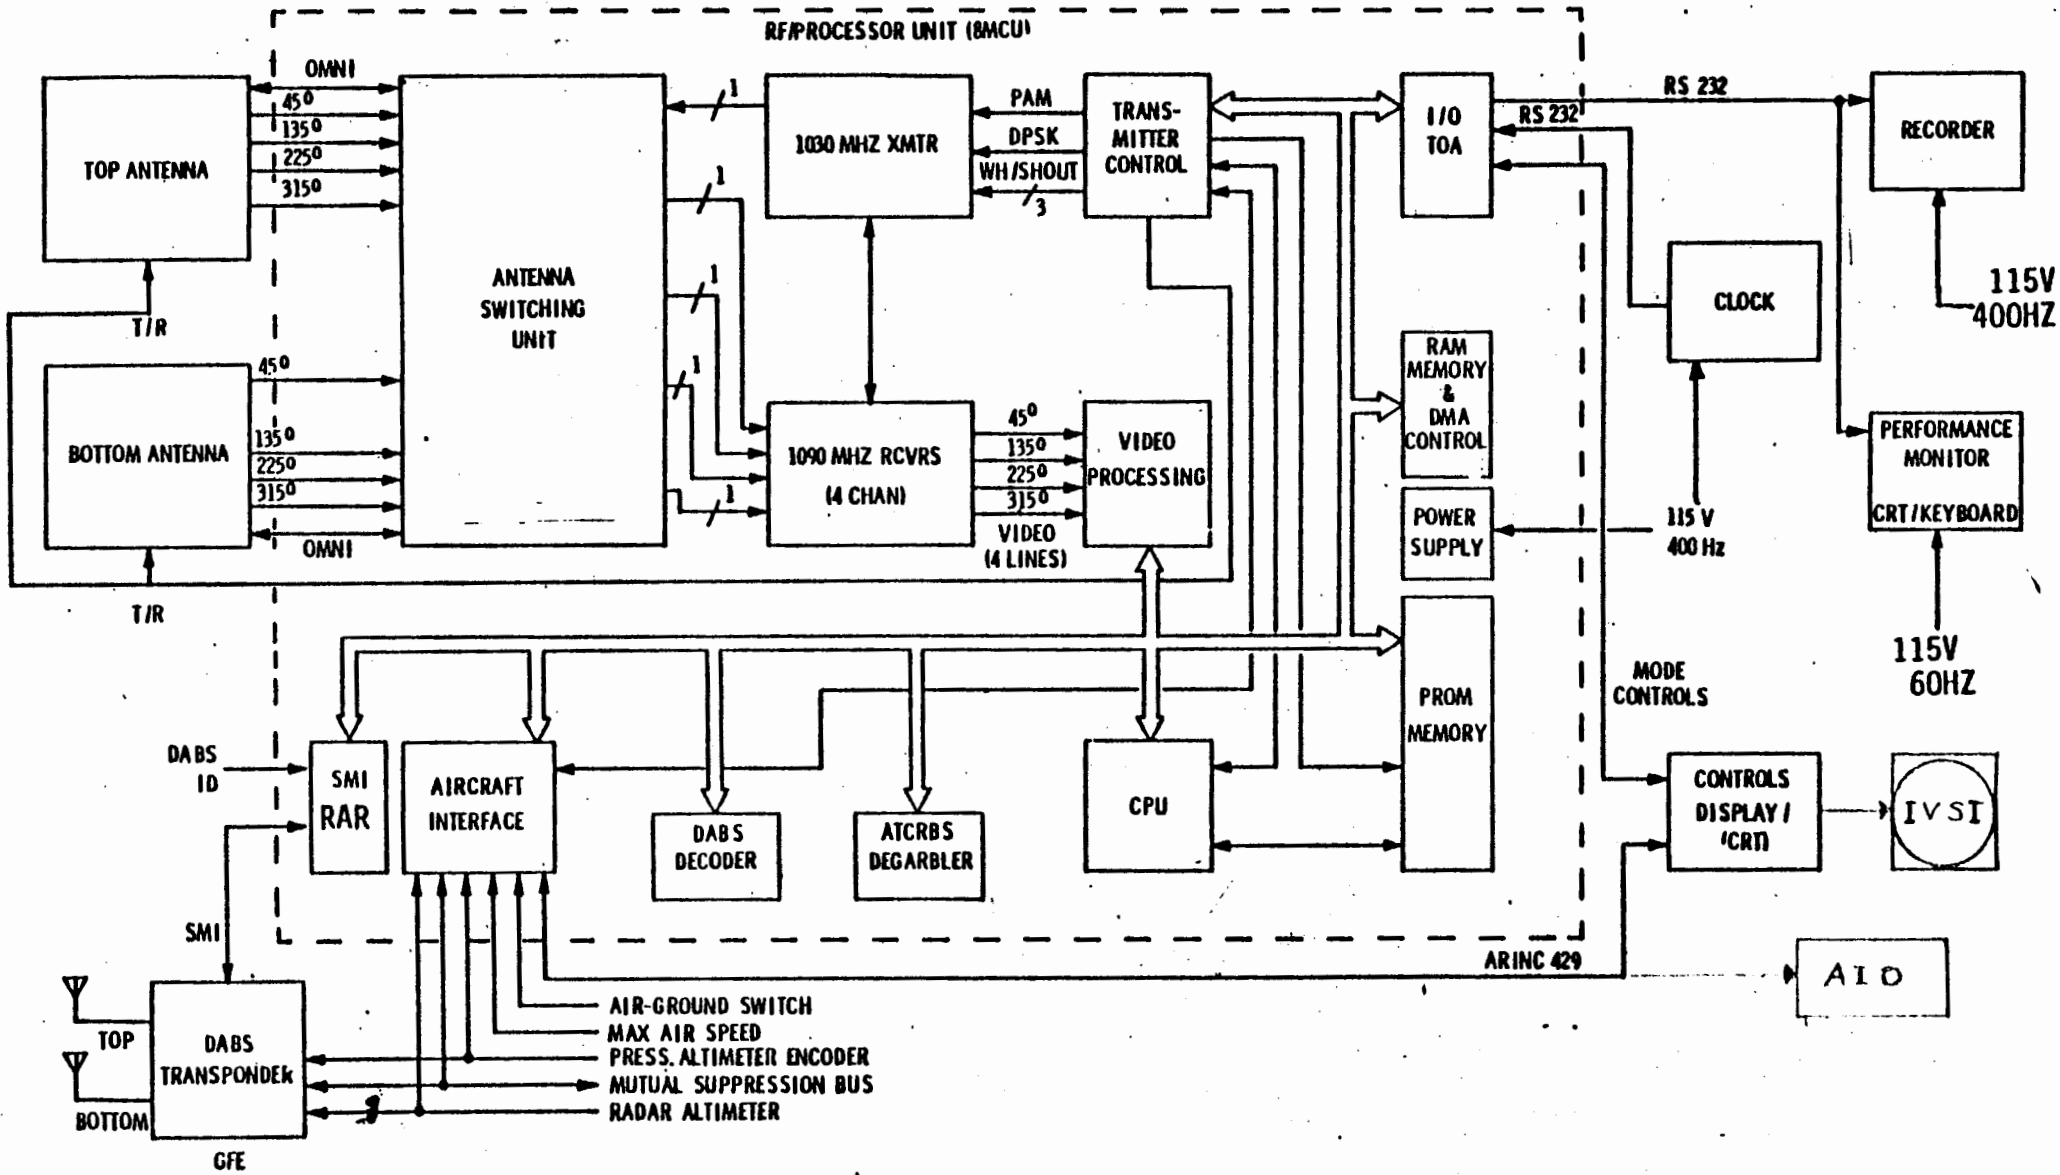 RF/PROCESSOR UNIT (8MCU)
OMNI
45°
135°
225°
315°
TOP ANTENNA
T/R
45°
135°
225°
315°
OMNI
BOTTOM ANTENNA
T/R
ANTENNA
SWITCHING
UNIT
1
1
1
1
1
1030 MHZ XMTR
PAM
DPSK
WH/SHOUT
3
TRANS-
MITTER
CONTROL
1090 MHZ RCVRS
(4 CHAN)
45°
135°
225°
315°
VIDEO
(4 LINES)
VIDEO
PROCESSING
I/O
TOA
RS 232
RS 232
RECORDER
115V
400HZ
CLOCK
RAM
MEMORY
&
DMA
CONTROL
POWER
SUPPLY
115 V
400 Hz
PERFORMANCE
MONITOR
CRT/KEYBOARD
115V
60HZ
PROM
MEMORY
MODE
CONTROLS
DABS
ID
SMI
RAR
AIRCRAFT
INTERFACE
DABS
DECODER
ATCRBS
DEGARBLER
CPU
CONTROLS
DISPLAY/
(CRT)
IVSI
SMI
ARINC 429
AID
TOP
BOTTOM
DABS
TRANSPONDER
GFE
AIR-GROUND SWITCH
MAX AIR SPEED
PRESS. ALTIMETER ENCODER
MUTUAL SUPPRESSION BUS
RADAR ALTIMETER